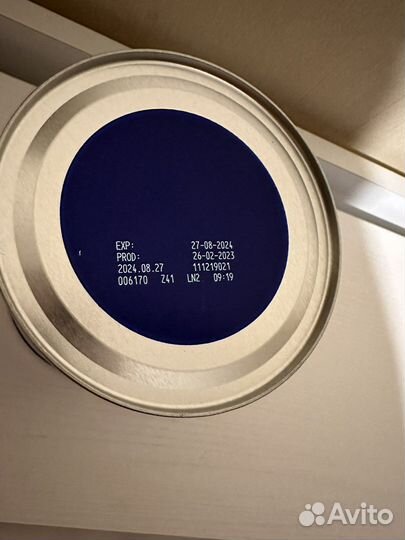 EXP: 27-08-2024
PROD: 26-02-2023
2024.08.27 111219021
006170 Z41 LN2 09:19
Avito